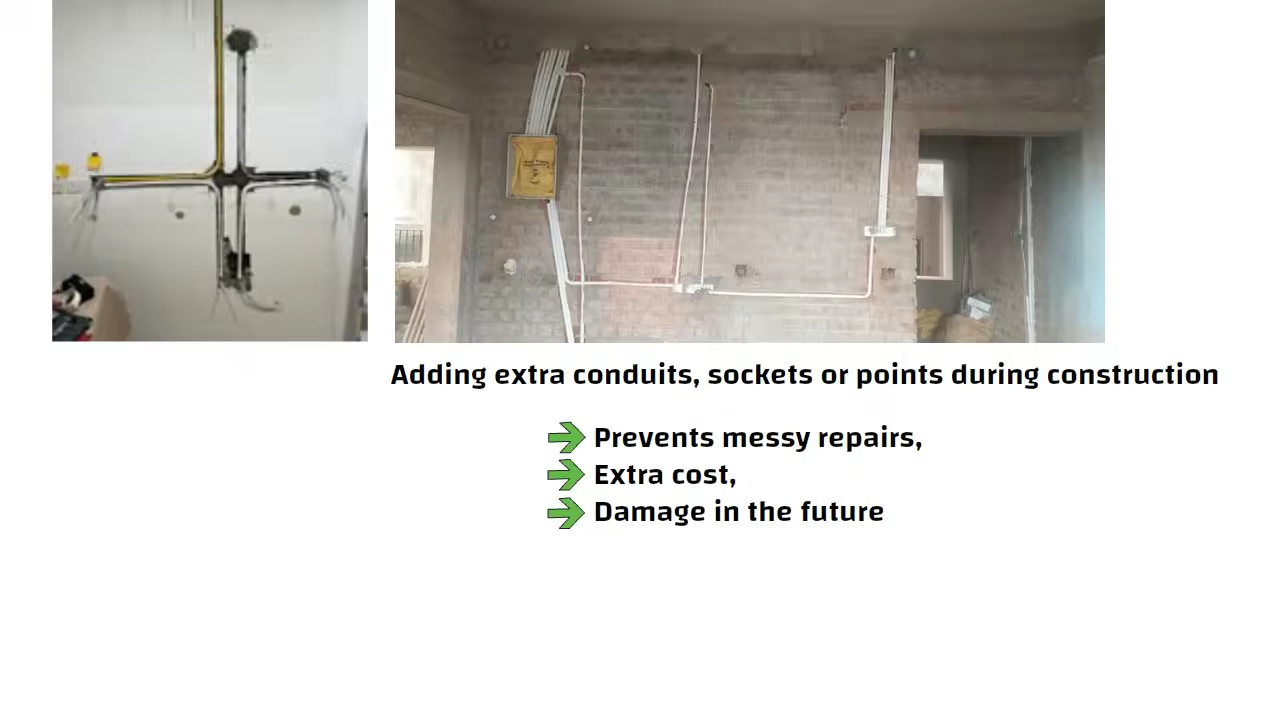 Adding extra conduits, sockets or points during construction
Prevents messy repairs,
Extra cost,
Damage in the future